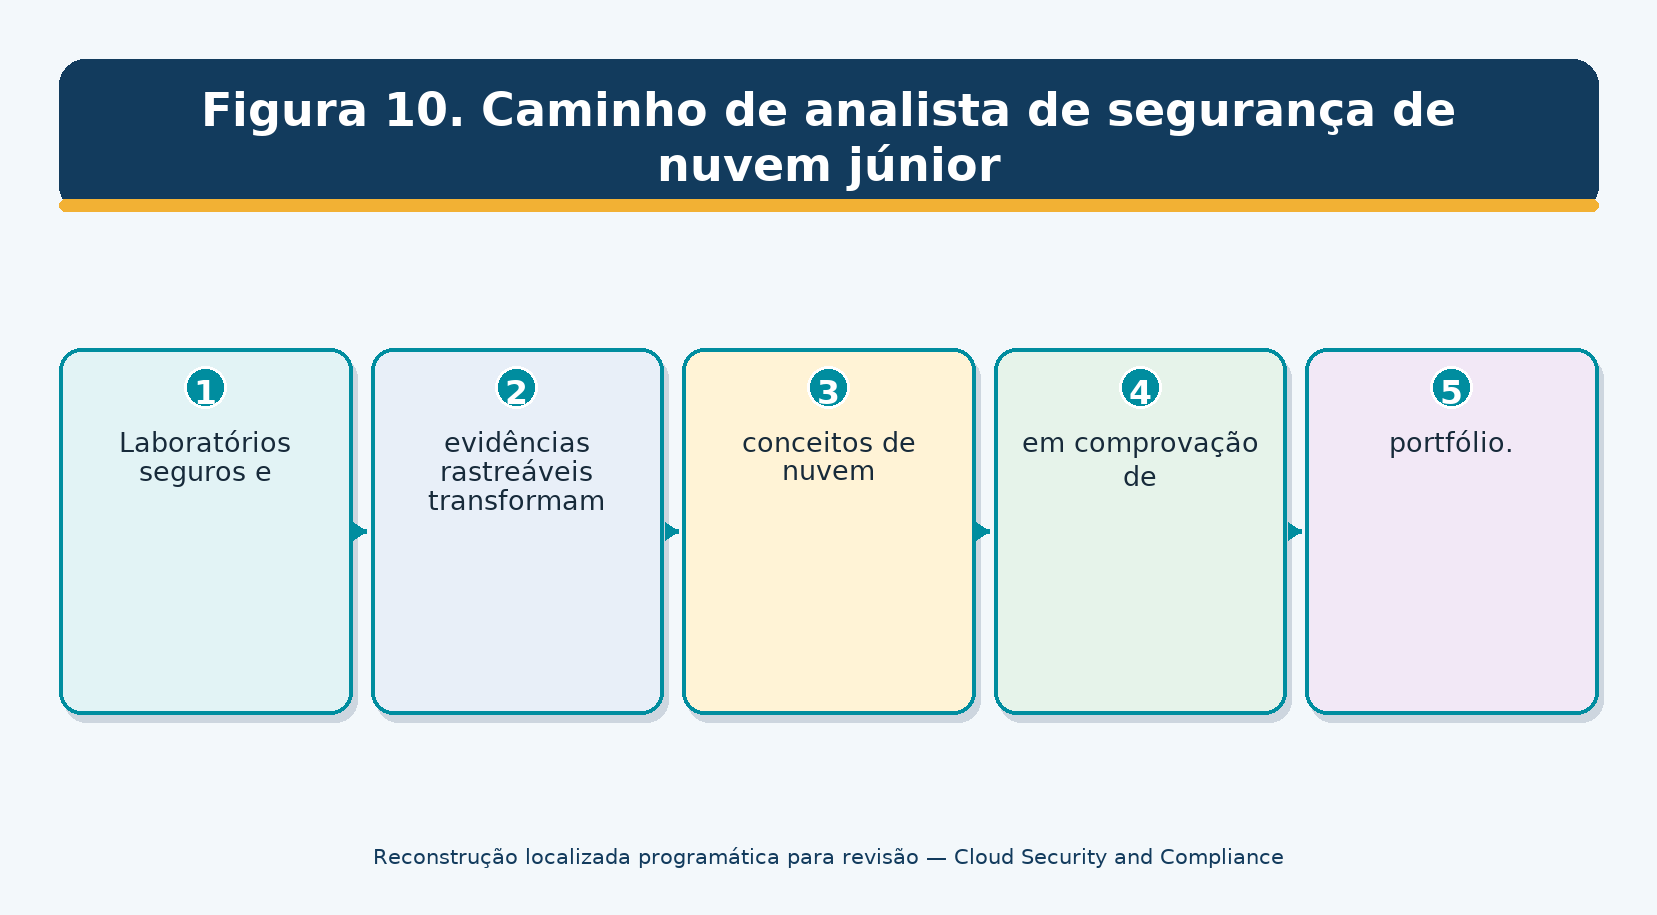 Figura 10. Caminho de analista de segurança de
nuvem júnior
1
Laboratórios
seguros e
2
evidências
rastreáveis
transformam
3
conceitos de
nuvem
4
em comprovação
de
5
portfólio.
Reconstrução localizada programática para revisão — Cloud Security and Compliance